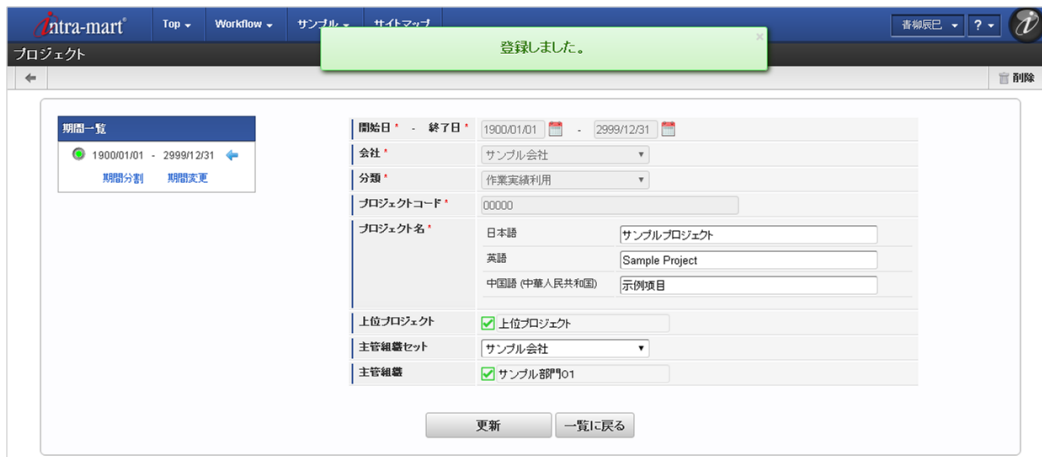 intra-mart Top Workflow サンプル サイトマップ 青柳辰巳 ?
登録しました。 ×
プロジェクト
削除
期間一覧
1900/01/01 - 2999/12/31
期間分割 期間変更
開始日* - 終了日* 1900/01/01 - 2999/12/31
会社* サンプル会社
分類* 作業実績利用
プロジェクトコード* 00000
プロジェクト名* 日本語 サンプルプロジェクト
英語 Sample Project
中国語 (中華人民共和国) 示例项目
上位プロジェクト 上位プロジェクト
主管組織セット サンプル会社
主管組織 サンプル部門01
更新 一覧に戻る